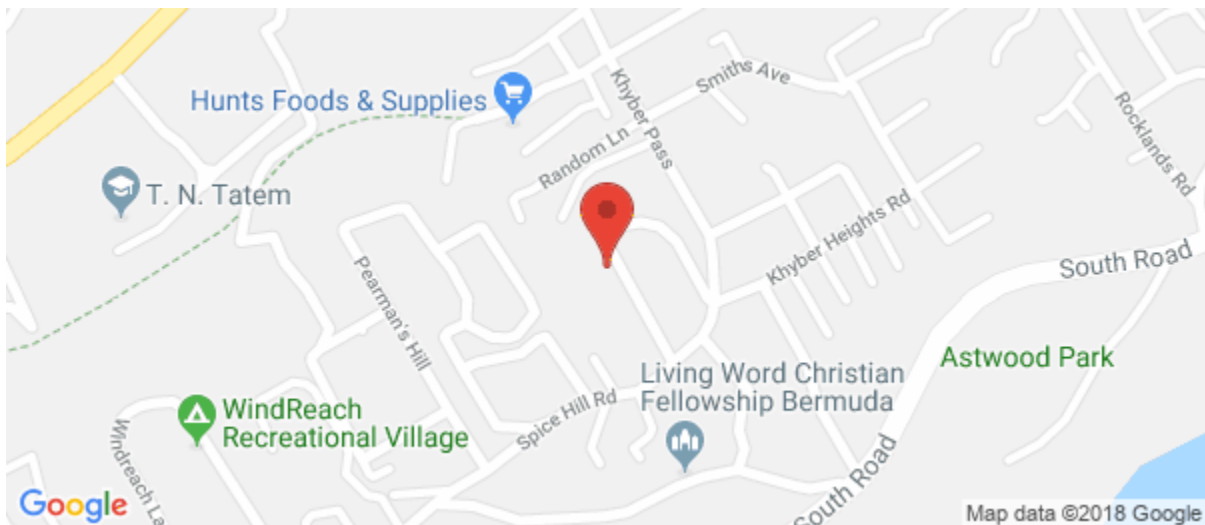 Khyber Pass
Smiths Ave
Hunts Foods & Supplies
Random Ln
Rocklands Rd
T. N. Tatem
Khyber Heights Rd
South Road
Pearman's Hill
Astwood Park
Living Word Christian
Fellowship Bermuda
WindReach
Recreational Village
Spice Hill Rd
Windreach La
South Road
Google
Map data ©2018 Google